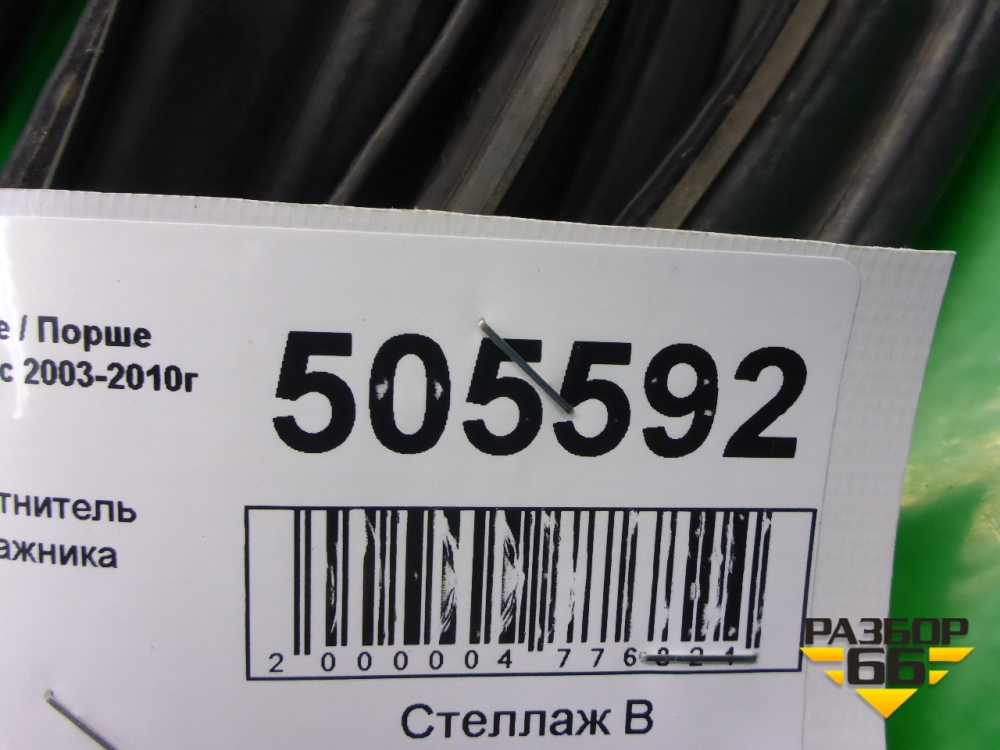 е / Порше
с 2003-2010г
505592
тнитель
ажника
2 000004 776824
Стеллаж В
РАЗБОР
66